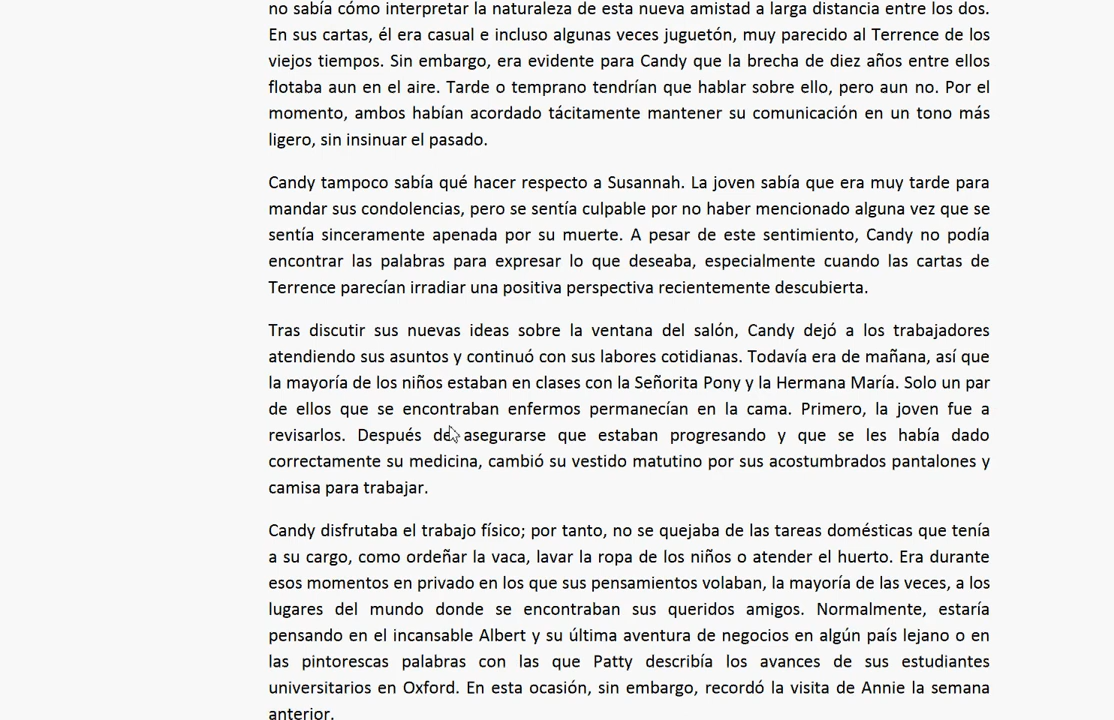 no sabía cómo interpretar la naturaleza de esta nueva amistad a larga distancia entre los dos.
En sus cartas, él era casual e incluso algunas veces juguetón, muy parecido al Terrence de los
viejos tiempos. Sin embargo, era evidente para Candy que la brecha de diez años entre ellos
flotaba aun en el aire. Tarde o temprano tendrían que hablar sobre ello, pero aun no. Por el
momento, ambos habían acordado tácitamente mantener su comunicación en un tono más
ligero, sin insinuar el pasado.
Candy tampoco sabía qué hacer respecto a Susannah. La joven sabía que era muy tarde para
mandar sus condolencias, pero se sentía culpable por no haber mencionado alguna vez que se
sentía sinceramente apenada por su muerte. A pesar de este sentimiento, Candy no podía
encontrar las palabras para expresar lo que deseaba, especialmente cuando las cartas de
Terrence parecían irradiar una positiva perspectiva recientemente descubierta.
Tras discutir sus nuevas ideas sobre la ventana del salón, Candy dejó a los trabajadores
atendiendo sus asuntos y continuó con sus labores cotidianas. Todavía era de mañana, así que
la mayoría de los niños estaban en clases con la Señorita Pony y la Hermana María. Solo un par
de ellos que se encontraban enfermos permanecían en la cama. Primero, la joven fue a
revisarlos. Después de asegurarse que estaban progresando y que se les había dado
correctamente su medicina, cambió su vestido matutino por sus acostumbrados pantalones y
camisa para trabajar.
Candy disfrutaba el trabajo físico; por tanto, no se quejaba de las tareas domésticas que tenía
a su cargo, como ordeñar la vaca, lavar la ropa de los niños o atender el huerto. Era durante
esos momentos en privado en los que sus pensamientos volaban, la mayoría de las veces, a los
lugares del mundo donde se encontraban sus queridos amigos. Normalmente, estaría
pensando en el incansable Albert y su última aventura de negocios en algún país lejano o en
las pintorescas palabras con las que Patty describía los avances de sus estudiantes
universitarios en Oxford. En esta ocasión, sin embargo, recordó la visita de Annie la semana
anterior.